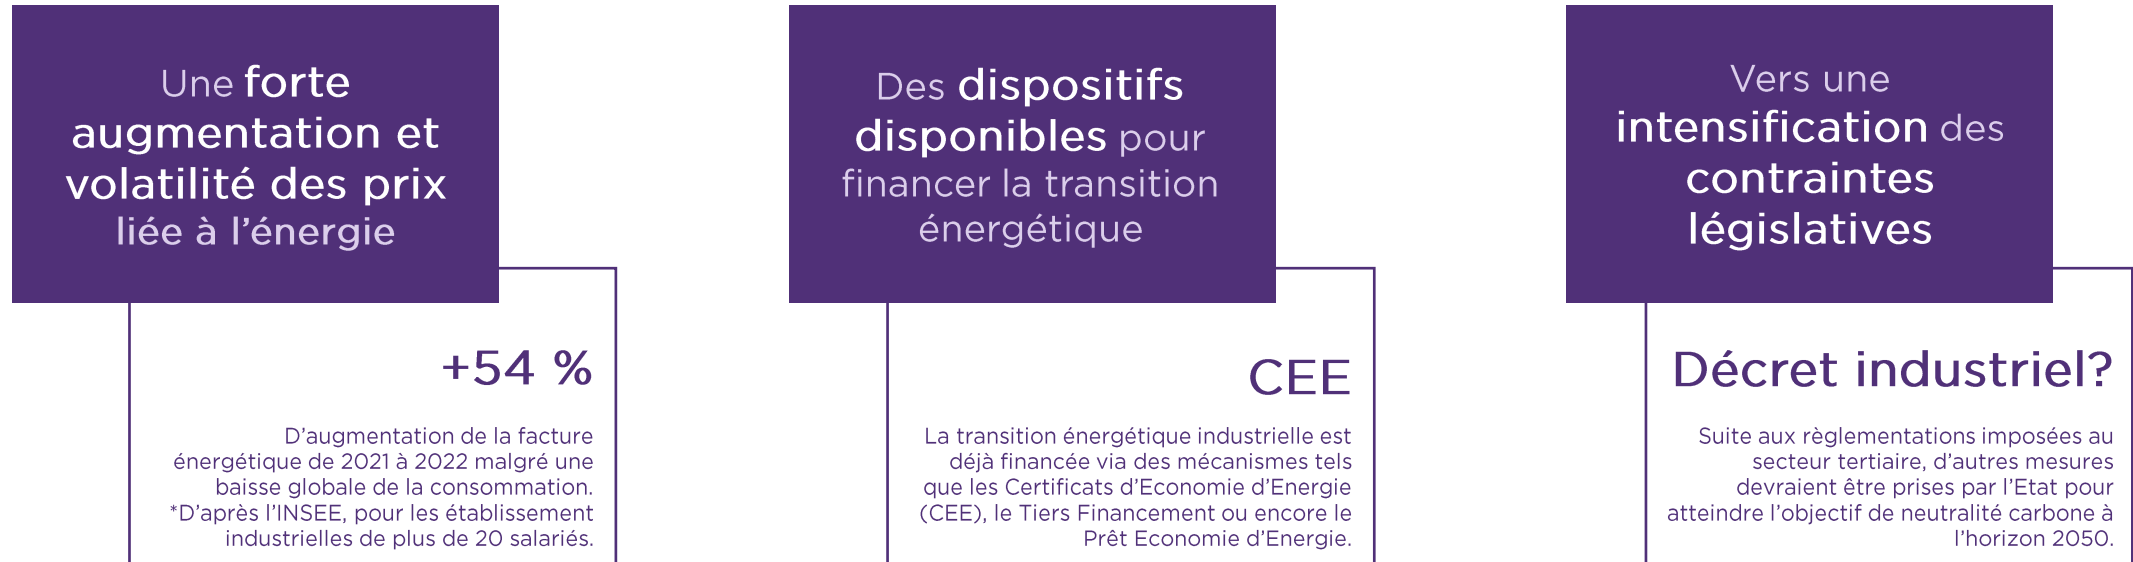 Une forte
augmentation et
volatilité des prix
liée à l’énergie
+54 %
D’augmentation de la facture
énergétique de 2021 à 2022 malgré une
baisse globale de la consommation.
*D’après l’INSEE, pour les établissement
industrielles de plus de 20 salariés.
Des dispositifs
disponibles pour
financer la transition
énergétique
CEE
La transition énergétique industrielle est
déjà financée via des mécanismes tels
que les Certificats d’Economie d’Energie
(CEE), le Tiers Financement ou encore le
Prêt Economie d’Energie.
Vers une
intensification des
contraintes
législatives
Décret industriel?
Suite aux règlementations imposées au
secteur tertiaire, d’autres mesures
devraient être prises par l’Etat pour
atteindre l’objectif de neutralité carbone à
l’horizon 2050.